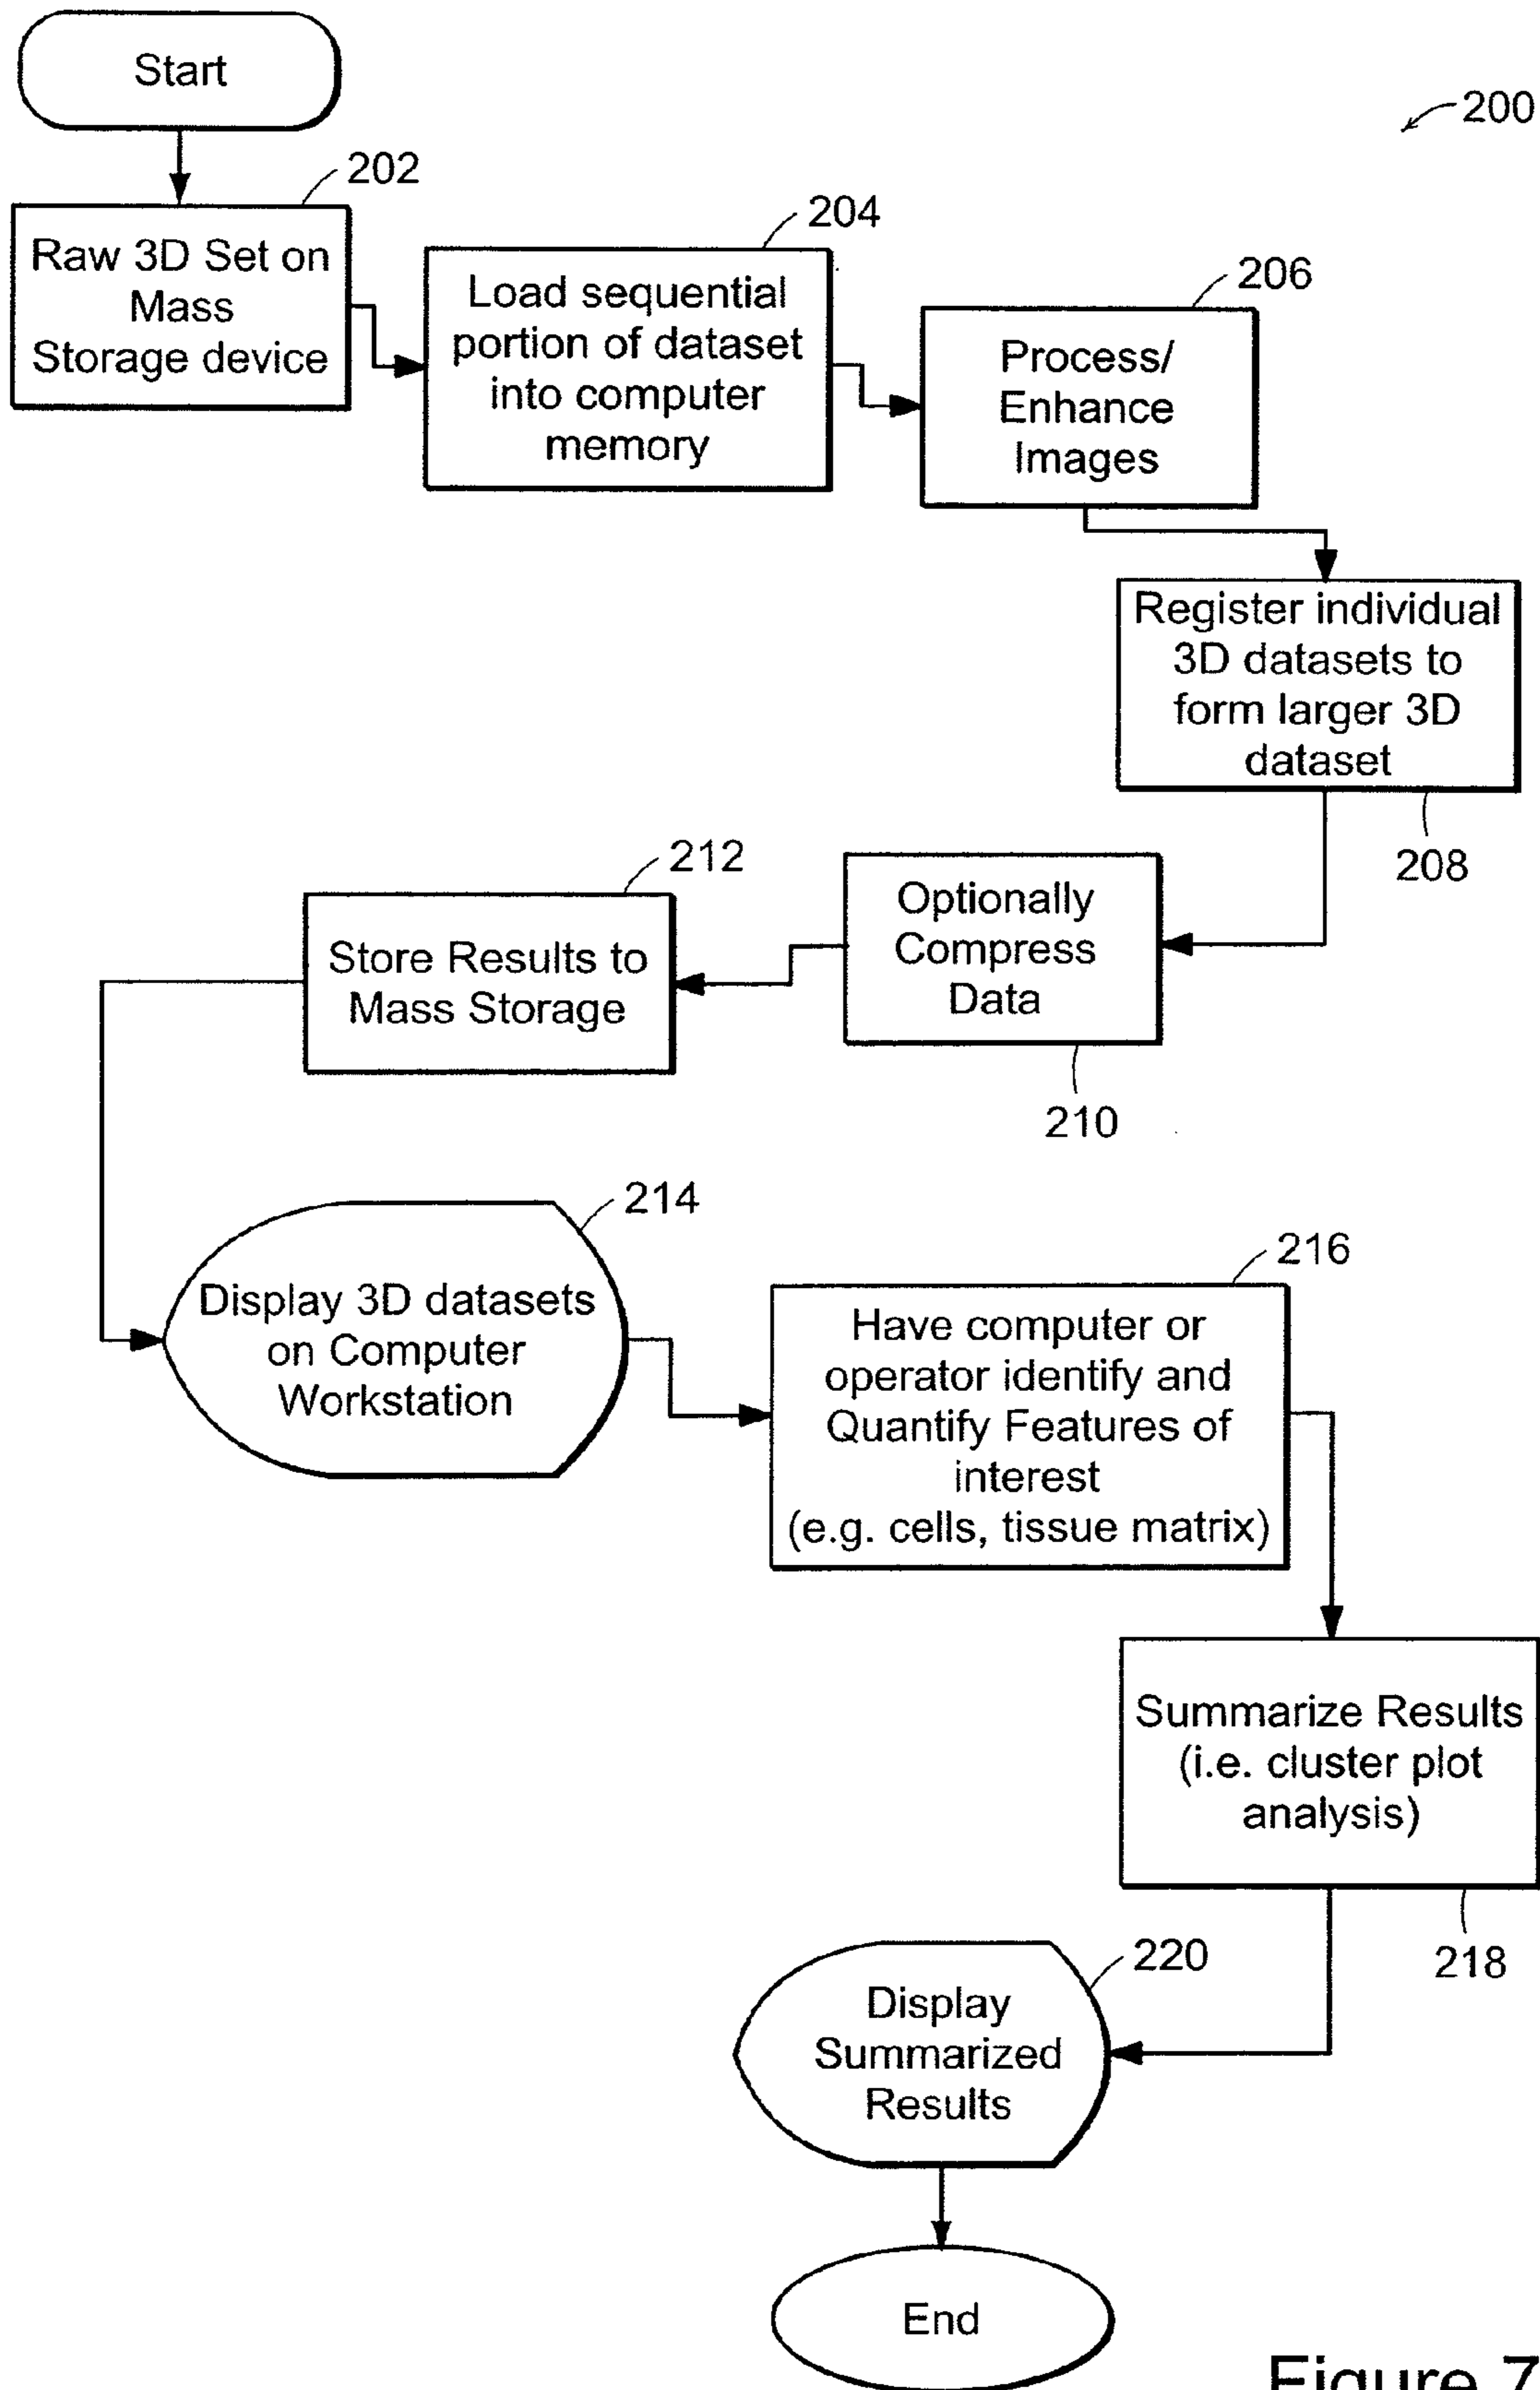 Start
200
202
Raw 3D Set on
Mass
Storage device
204
Load sequential
portion of dataset
into computer
memory
206
Process/
Enhance
Images
Register individual
3D datasets to
form larger 3D
dataset
208
Optionally
Compress
Data
210
212
Store Results to
Mass Storage
214
Display 3D datasets
on Computer
Workstation
216
Have computer or
operator identify and
Quantify Features of
interest
(e.g. cells, tissue matrix)
Summarize Results
(i.e. cluster plot
analysis)
218
220
Display
Summarized
Results
End
Figure 7